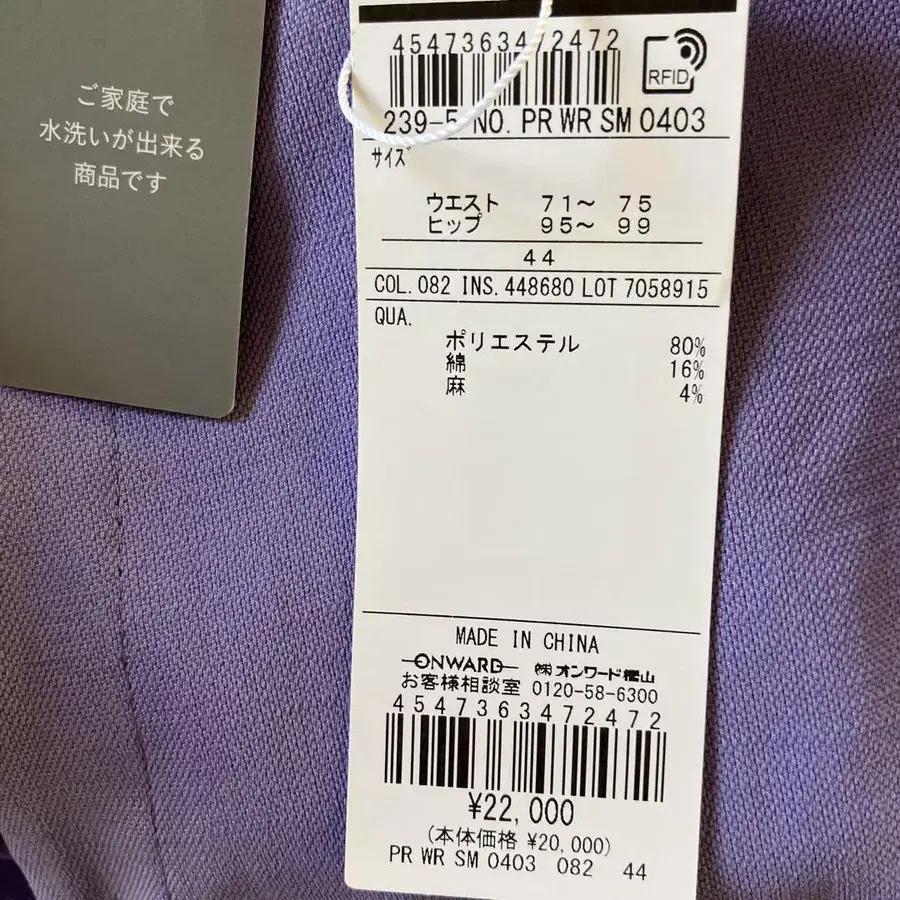 ご家庭で
水洗いが出来る
商品です
4547363472472
RFID
239-5 NO. PR WR SM 0403
サイズ
ウエスト 71〜 75
ヒップ 95〜 99
44
COL. 082 INS. 448680 LOT 7058915
QUA.
ポリエステル 80%
綿 16%
麻 4%
MADE IN CHINA
ONWARD ㈱オンワード樫山
お客様相談室 0120-58-6300
4547363472472
¥22,000
(本体価格 ¥20,000)
PR WR SM 0403 082 44